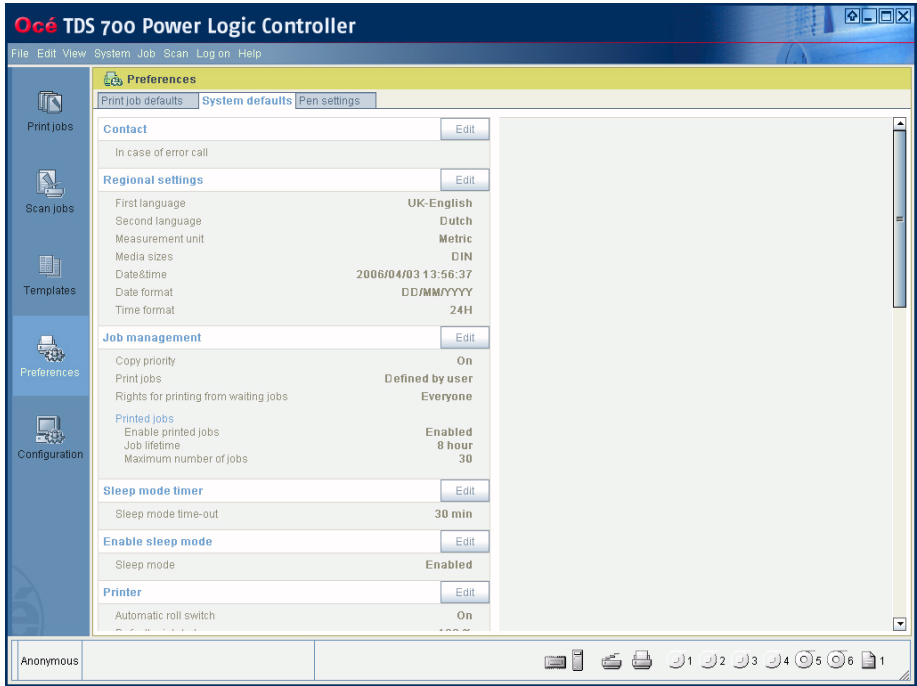 Océ TDS 700 Power Logic Controller
File Edit View System Job Scan Log on Help
Preferences
Print job defaults System defaults Pen settings
Print jobs
Scan jobs
Templates
Preferences
Configuration
Contact Edit
In case of error call
Regional settings Edit
First language UK-English
Second language Dutch
Measurement unit Metric
Media sizes DIN
Date&time 2006/04/03 13:56:37
Date format DD/MM/YYYY
Time format 24H
Job management Edit
Copy priority On
Print jobs Defined by user
Rights for printing from waiting jobs Everyone
Printed jobs
Enable printed jobs Enabled
Job lifetime 8 hour
Maximum number of jobs 30
Sleep mode timer Edit
Sleep mode time-out 30 min
Enable sleep mode Edit
Sleep mode Enabled
Printer Edit
Automatic roll switch On
Anonymous 1 2 3 4 5 6 1